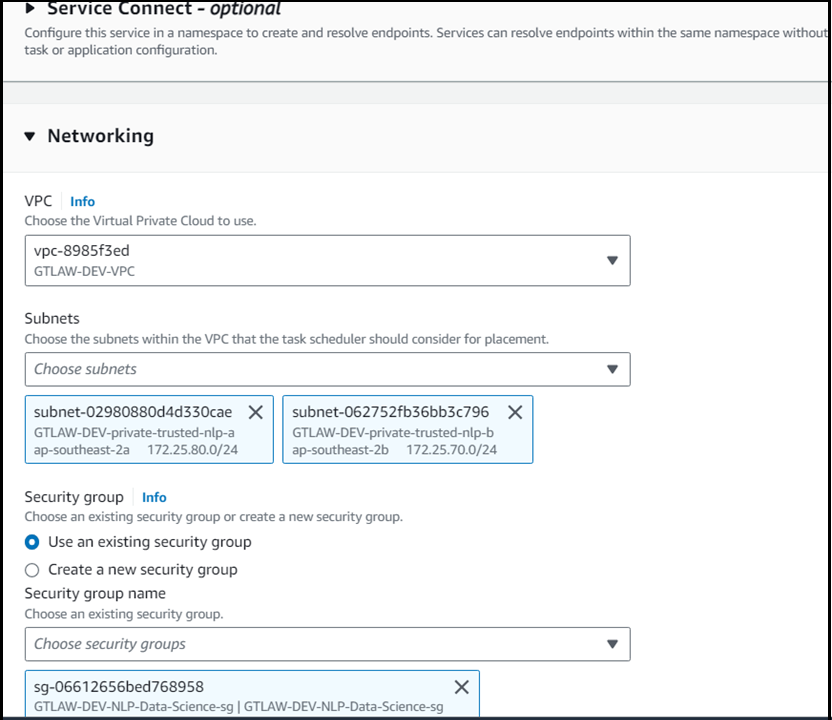 Service Connect - optional
Configure this service in a namespace to create and resolve endpoints. Services can resolve endpoints within the same namespace without
task or application configuration.
Networking
VPC Info
Choose the Virtual Private Cloud to use.
vpc-8985f3ed
GTLAW-DEV-VPC
Subnets
Choose the subnets within the VPC that the task scheduler should consider for placement.
Choose subnets
subnet-02980880d4d330cae subnet-062752fb36bb3c796
GTLAW-DEV-private-trusted-nlp-a GTLAW-DEV-private-trusted-nlp-b
ap-southeast-2a 172.25.80.0/24 ap-southeast-2b 172.25.70.0/24
Security group Info
Choose an existing security group or create a new security group.
Use an existing security group
Create a new security group
Security group name
Choose an existing security group.
Choose security groups
sg-06612656bed768958
GTLAW-DEV-NLP-Data-Science-sg | GTLAW-DEV-NLP-Data-Science-sg